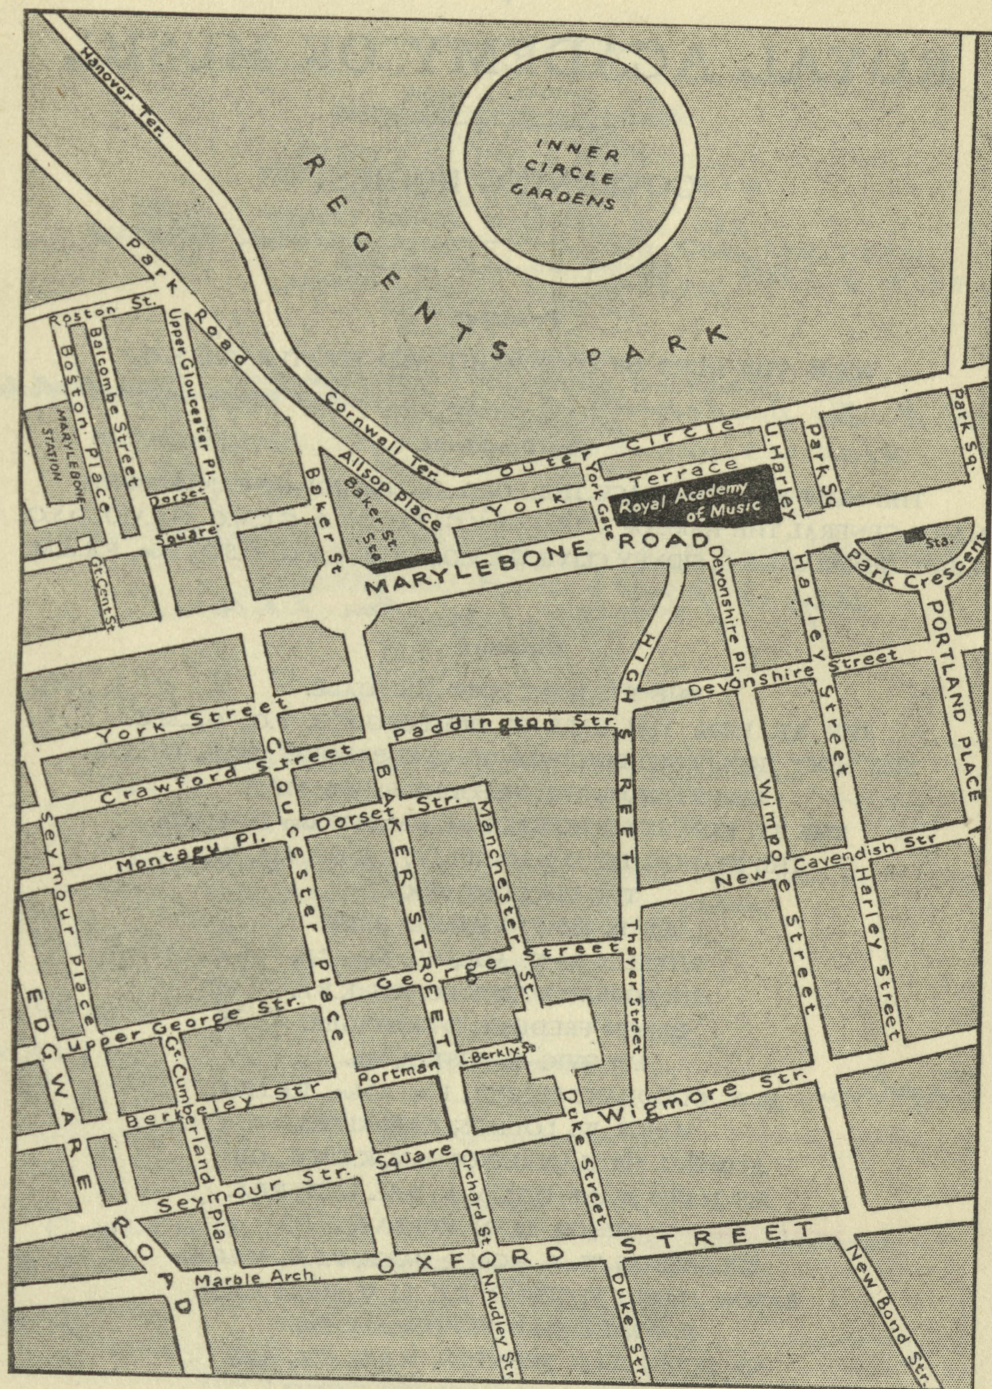 Hanover Ter.
INNER
CIRCLE
GARDENS
REGENTS PARK
Park Road
Roston St.
Boston Place
Balcombe Street
Upper Gloucester Pl.
MARYLEBONE
STATION
Dorset
Square
Gt. Cent St.
Cornwell Ter.
Allsop Place
Baker St.
Sta.
Baker St
Outer Circle
York Terrace
York Gate
Royal Academy
of Music
U. Harley
Park Sq.
Park Sq.
Sta.
Park Crescent
MARYLEBONE ROAD
Devonshire Pl.
Harley Street
PORTLAND PLACE
HIGH STREET
Devonshire Street
York Street
Paddington Str.
Crawford Street
Gloucester Place
BAKER STREET
Dorset Str.
Montagu Pl.
Manchester St.
Seymour Place
Wimpole Street
New Cavendish Str
Harley Street
Thayer Street
George Street
Upper George Str.
EDGWARE ROAD
Gt. Cumberland Pla.
Portman
L. Berkly Sq
Berkeley Str
Duke Street
Wigmore Str.
Square
Seymour Str.
Orchard St.
OXFORD STREET
Marble Arch.
N. Audley Str
Duke Str.
New Bond Str.